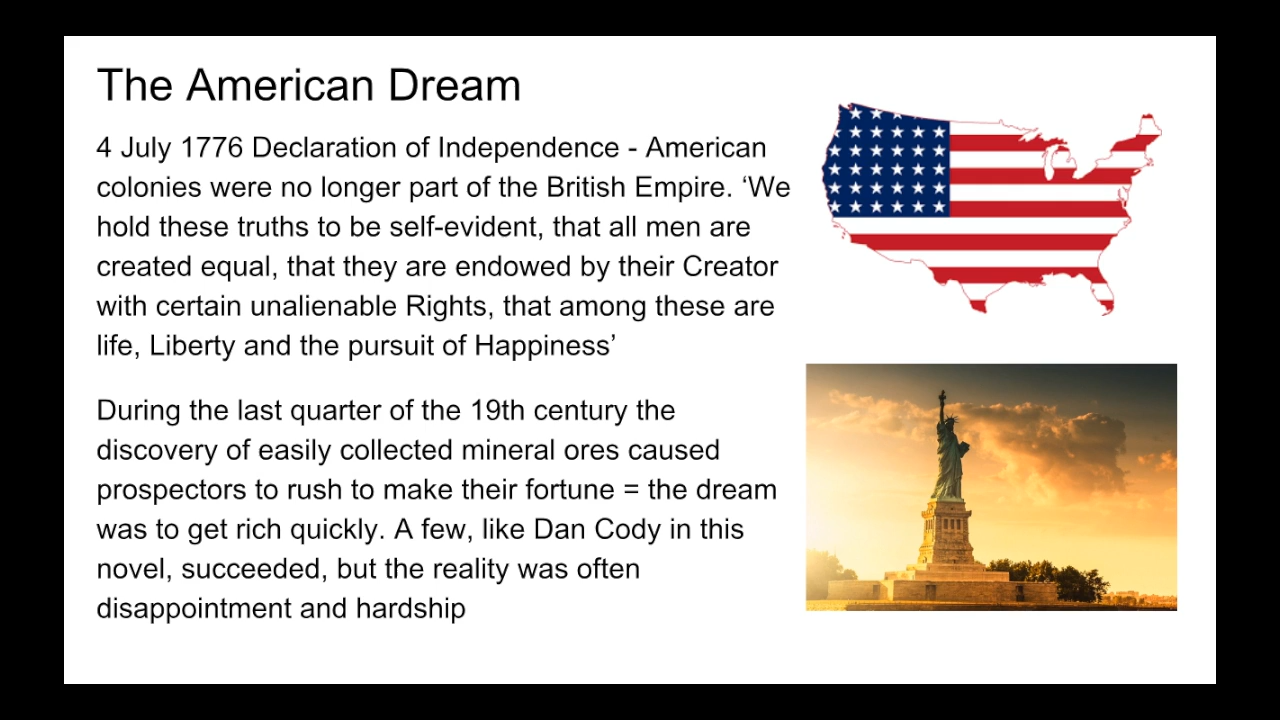 The American Dream
4 July 1776 Declaration of Independence - American
colonies were no longer part of the British Empire. ‘We
hold these truths to be self-evident, that all men are
created equal, that they are endowed by their Creator
with certain unalienable Rights, that among these are
life, Liberty and the pursuit of Happiness’
During the last quarter of the 19th century the
discovery of easily collected mineral ores caused
prospectors to rush to make their fortune = the dream
was to get rich quickly. A few, like Dan Cody in this
novel, succeeded, but the reality was often
disappointment and hardship